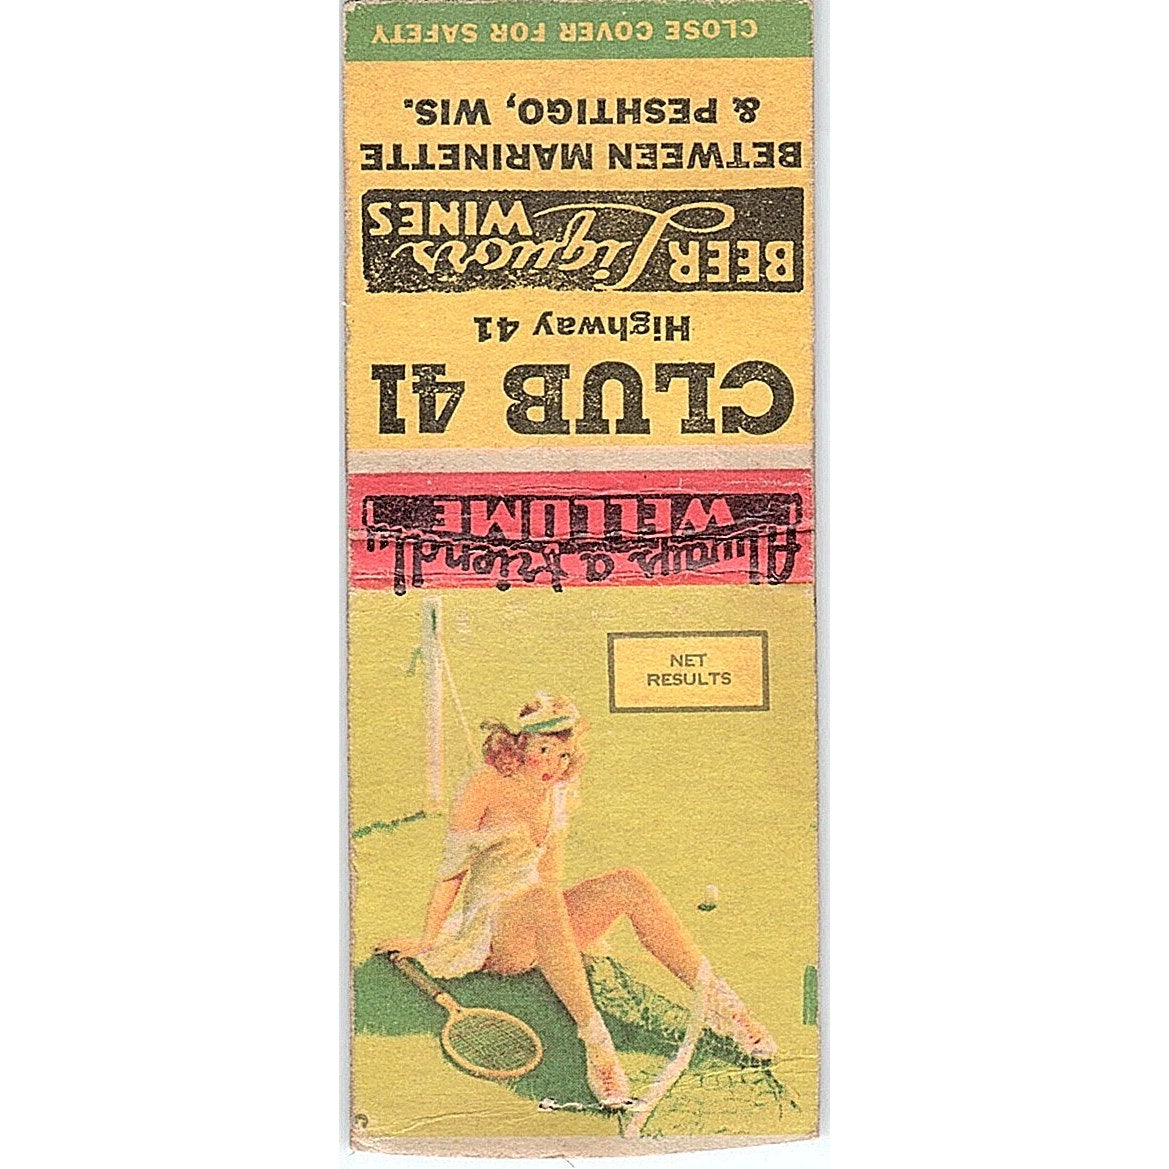 CLUB 41
Highway 41
BEER Liquors WINES
BETWEEN MARINETTE
& PESHTIGO, WIS.
CLOSE COVER FOR SAFETY
Always a friendly
WELCOME
NET
RESULTS